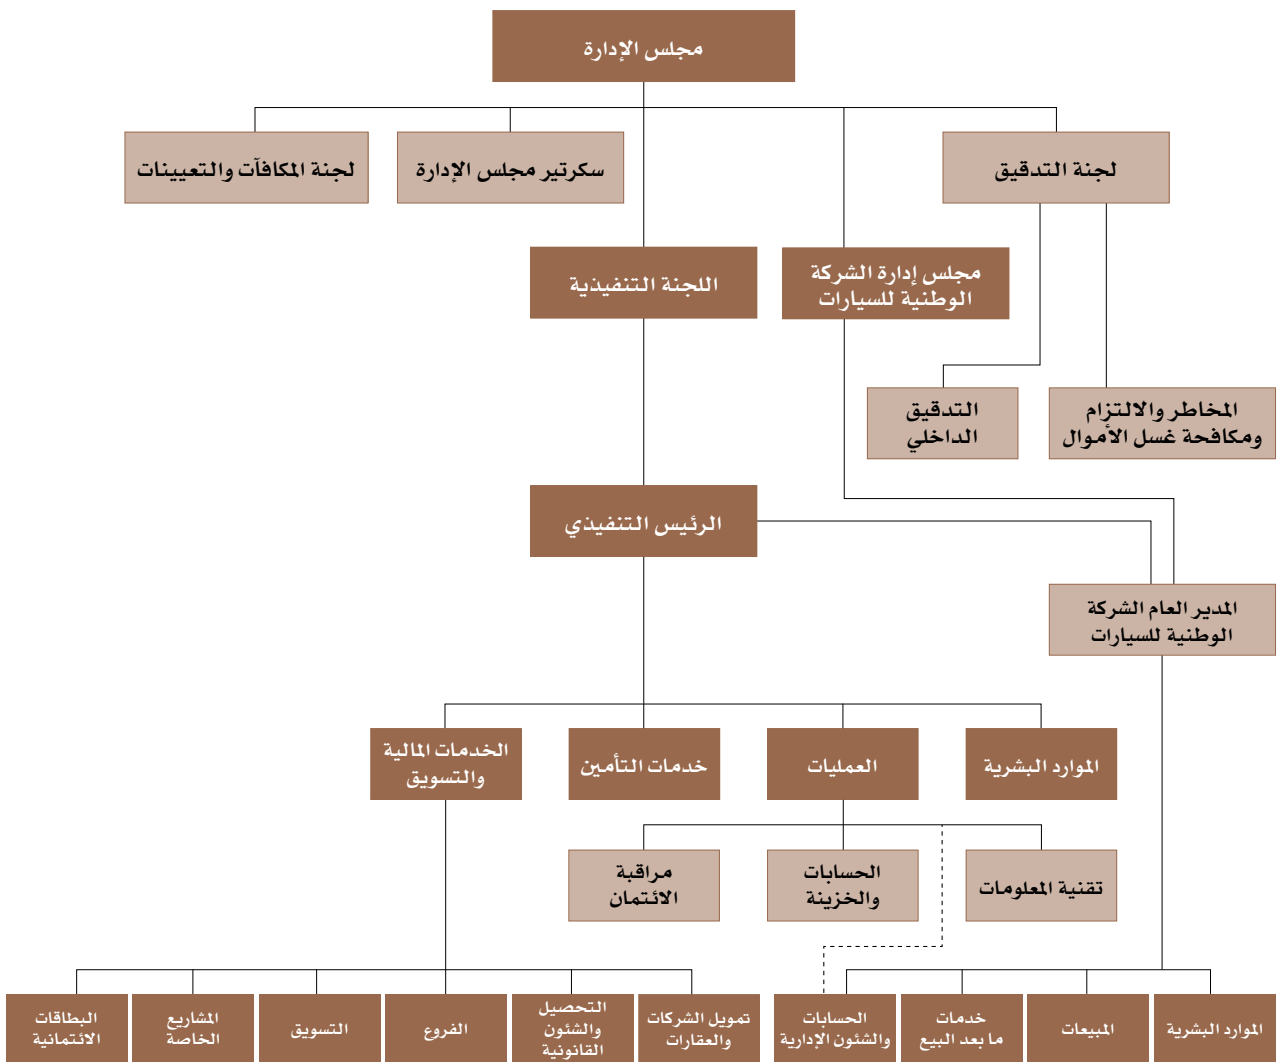 مجلس الإدارة
لجنة التدقيق
سكرتير مجلس الإدارة
لجنة المكافآت والتعيينات
مجلس إدارة الشركة
الوطنية للسيارات
اللجنة التنفيذية
المخاطر والالتزام
ومكافحة غسل الأموال
التدقيق
الداخلي
الرئيس التنفيذي
المدير العام الشركة
الوطنية للسيارات
الموارد البشرية
العمليات
خدمات التأمين
الخدمات المالية
والتسويق
تقنية المعلومات
الحسابات
والخزينة
مراقبة
الائتمان
الموارد البشرية
المبيعات
خدمات
ما بعد البيع
الحسابات
والشئون الإدارية
تمويل الشركات
والعقارات
التحصيل
والشئون
القانونية
الفروع
التسويق
المشاريع
الخاصة
البطاقات
الائتمانية